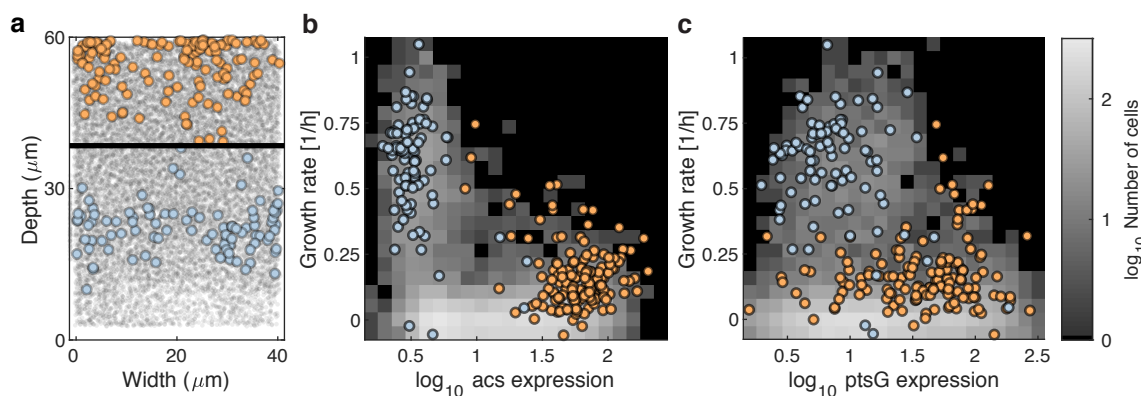 a
60
30
0
Depth (μm)
0
20
40
Width (μm)
b
1
0.75
0.5
0.25
0
Growth rate [1/h]
0.5
1
1.5
2
log10 acs expression
c
1
0.75
0.5
0.25
0
Growth rate [1/h]
0.5
1
1.5
2
2.5
log10 ptsG expression
2
1
0
log10 Number of cells